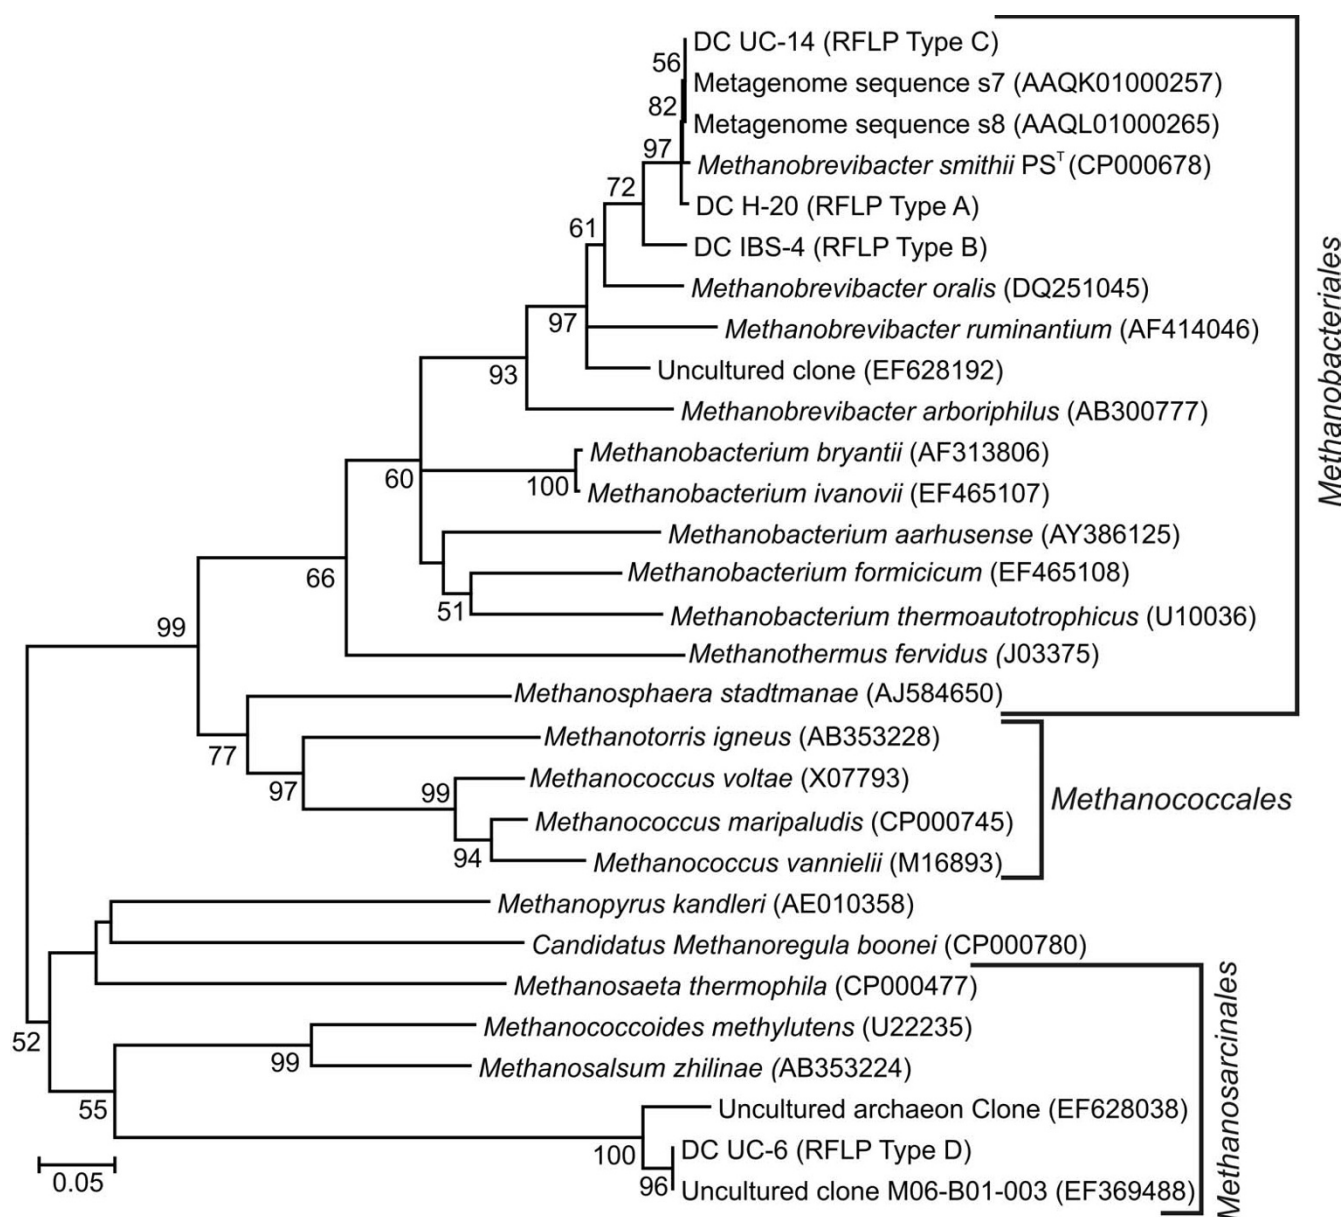 DC UC-14 (RFLP Type C)
56
Metagenome sequence s7 (AAQK01000257)
82
Metagenome sequence s8 (AAQL01000265)
97
Methanobrevibacter smithii PST (CP000678)
72
DC H-20 (RFLP Type A)
61
DC IBS-4 (RFLP Type B)
Methanobrevibacter oralis (DQ251045)
97
Methanobrevibacter ruminantium (AF414046)
93
Uncultured clone (EF628192)
Methanobrevibacter arboriphilus (AB300777)
Methanobacteriales
Methanobacterium bryantii (AF313806)
60
100
Methanobacterium ivanovii (EF465107)
Methanobacterium aarhusense (AY386125)
66
Methanobacterium formicicum (EF465108)
51
Methanobacterium thermoautotrophicus (U10036)
99
Methanothermus fervidus (J03375)
Methanosphaera stadtmanae (AJ584650)
77
Methanotorris igneus (AB353228)
97
99
Methanococcus voltae (X07793)
Methanococcales
Methanococcus maripaludis (CP000745)
94
Methanococcus vannielii (M16893)
Methanopyrus kandleri (AE010358)
Candidatus Methanoregula boonei (CP000780)
Methanosaeta thermophila (CP000477)
52
Methanococcoides methylutens (U22235)
99
Methanosalsum zhilinae (AB353224)
Methanosarcinales
55
Uncultured archaeon Clone (EF628038)
100
DC UC-6 (RFLP Type D)
96
Uncultured clone M06-B01-003 (EF369488)
0.05